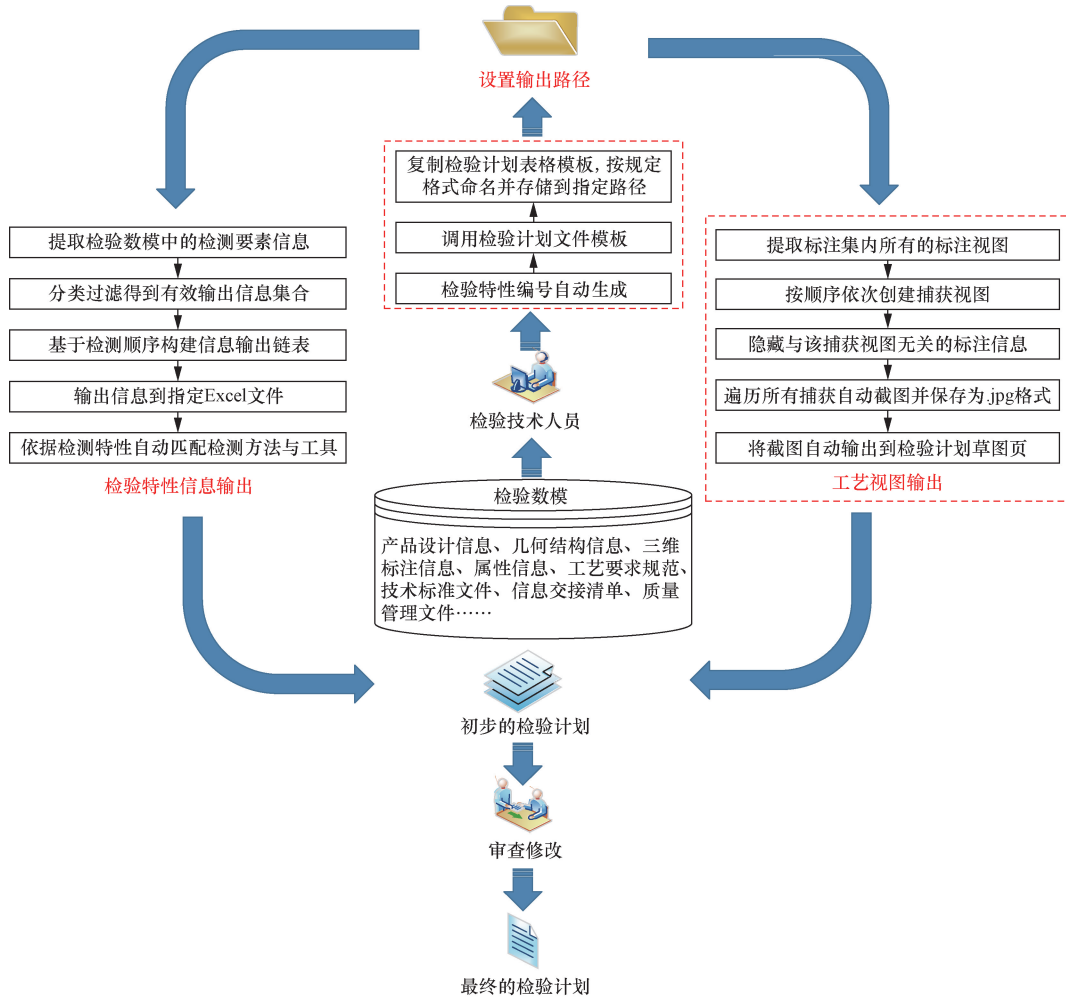 设置输出路径
复制检验计划表格模板，按规定
格式命名并存储到指定路径
调用检验计划文件模板
检验特性编号自动生成
检验技术人员
检验数模
产品设计信息、几何结构信息、三维
标注信息、属性信息、工艺要求规范、
技术标准文件、信息交接清单、质量
管理文件……
提取检验数模中的检测要素信息
分类过滤得到有效输出信息集合
基于检测顺序构建信息输出链表
输出信息到指定Excel文件
依据检测特性自动匹配检测方法与工具
检验特性信息输出
提取标注集内所有的标注视图
按顺序依次创建捕获视图
隐藏与该捕获视图无关的标注信息
遍历所有捕获自动截图并保存为.jpg格式
将截图自动输出到检验计划草图页
工艺视图输出
初步的检验计划
审查修改
最终的检验计划